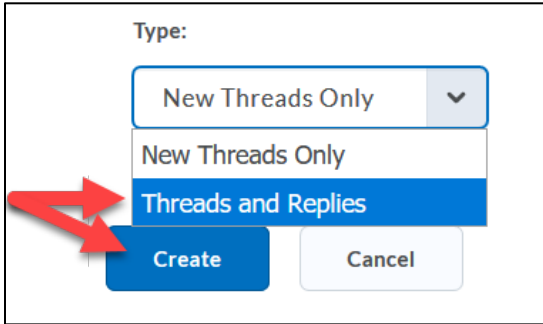 Type:
New Threads Only
New Threads Only
Threads and Replies
Create Cancel